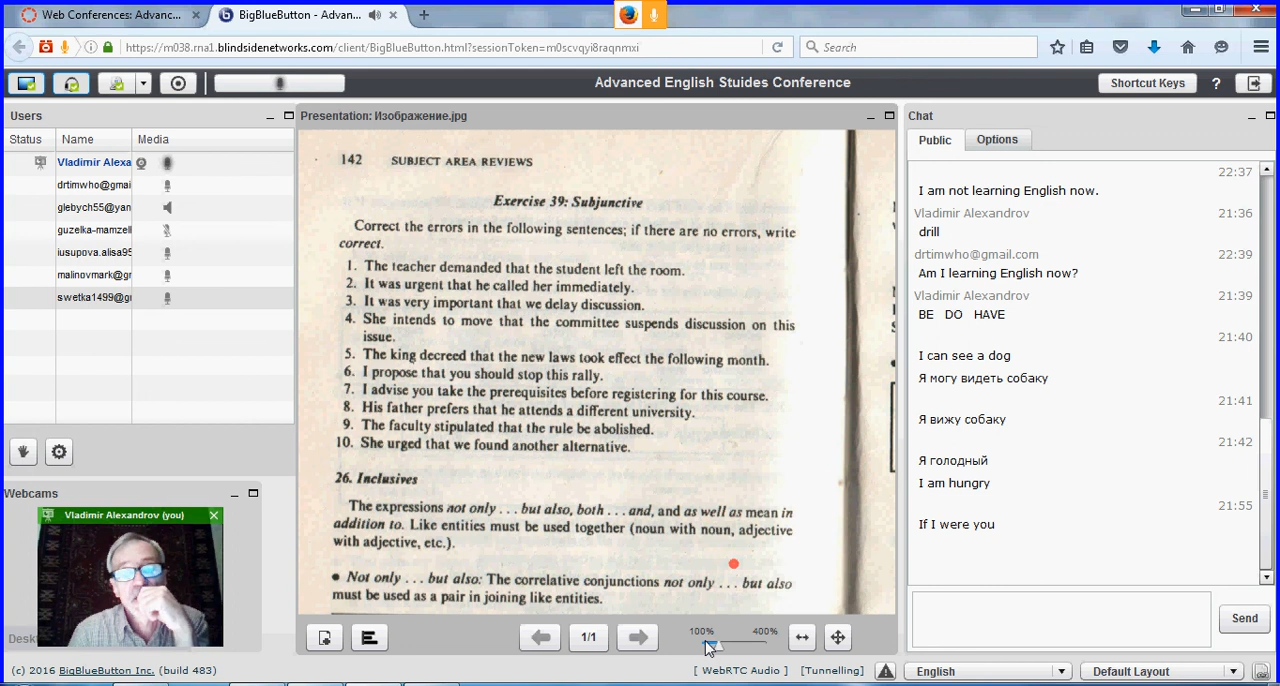 Web Conferences: Advanc...
BigBlueButton - Advan...
https://m038.rna1.blindsidenetworks.com/client/BigBlueButton.html?sessionToken=m0scvqyi8raqnmxi
Search
Advanced English Stuides Conference
Shortcut Keys
?
Users
Status Name Media
Vladimir Alexa
drtimwho@gmai
glebych55@yan
guzelka-mamzell
iusupova.alisa95
malinovmark@gr
swetka1499@gi
Webcams
Vladimir Alexandrov (you)
Desk
Presentation: Изображение.jpg
142 SUBJECT AREA REVIEWS
Exercise 39: Subjunctive
Correct the errors in the following sentences; if there are no errors, write
correct.
1. The teacher demanded that the student left the room.
2. It was urgent that he called her immediately.
3. It was very important that we delay discussion.
4. She intends to move that the committee suspends discussion on this
issue.
5. The king decreed that the new laws took effect the following month.
6. I propose that you should stop this rally.
7. I advise you take the prerequisites before registering for this course.
8. His father prefers that he attends a different university.
9. The faculty stipulated that the rule be abolished.
10. She urged that we found another alternative.
26. Inclusives
The expressions not only . . . but also, both . . . and, and as well as mean in
addition to. Like entities must be used together (noun with noun, adjective
with adjective, etc.).
• Not only . . . but also: The correlative conjunctions not only . . . but also
must be used as a pair in joining like entities.
1/1
100% 400%
Chat
Public Options
22:37
I am not learning English now.
Vladimir Alexandrov 21:36
drill
drtimwho@gmail.com 22:39
Am I learning English now?
Vladimir Alexandrov 21:39
BE DO HAVE
21:40
I can see a dog
Я могу видеть собаку
21:41
Я вижу собаку
21:42
Я голодный
I am hungry
21:55
If I were you
Send
(c) 2016 BigBlueButton Inc. (build 483)
[ WebRTC Audio ] [Tunnelling]
English
Default Layout